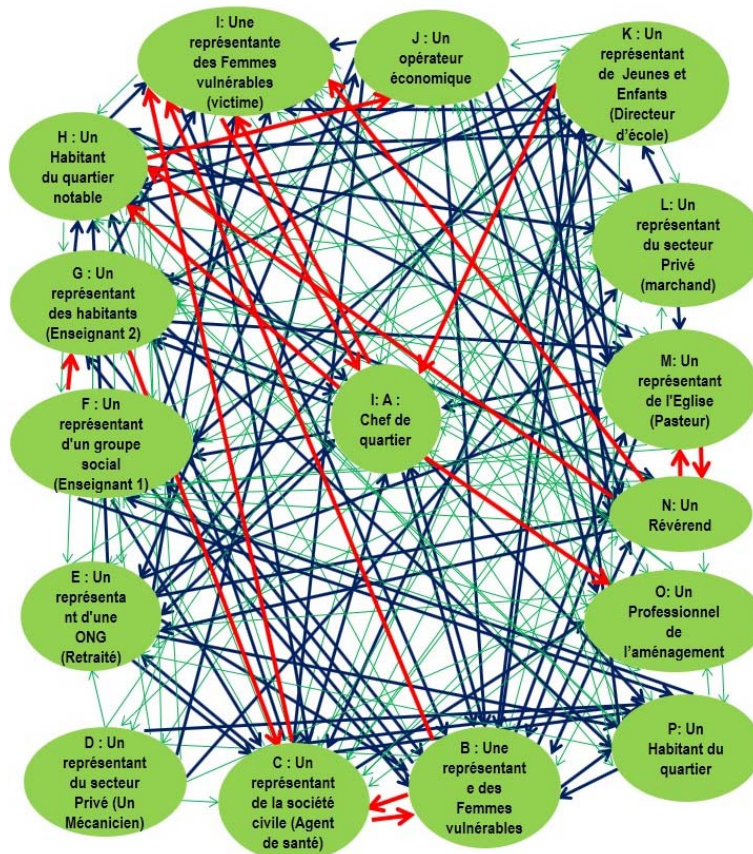 I: Une
représentante
des Femmes
vulnérables
(victime)
J : Un
opérateur
économique
K : Un
représentant
de Jeunes et
Enfants
(Directeur
d'école)
H : Un
Habitant
du quartier
notable
L: Un
représentant
du secteur
Privé
(marchand)
G : Un
représentant
des habitants
(Enseignant 2)
M: Un
représentant
de l'Eglise
(Pasteur)
I: A :
Chef de
quartier
F : Un
représentant
d'un groupe
social
(Enseignant 1)
N: Un
Révérend
E : Un
représenta
nt d'une
ONG
(Retraité)
O: Un
Professionnel
de
l'aménagement
D : Un
représentant
du secteur
Privé (Un
Mécanicien)
C : Un
représentant
de la société
civile (Agent
de santé)
B : Une
représentant
e des
Femmes
vulnérables
P: Un
Habitant du
quartier